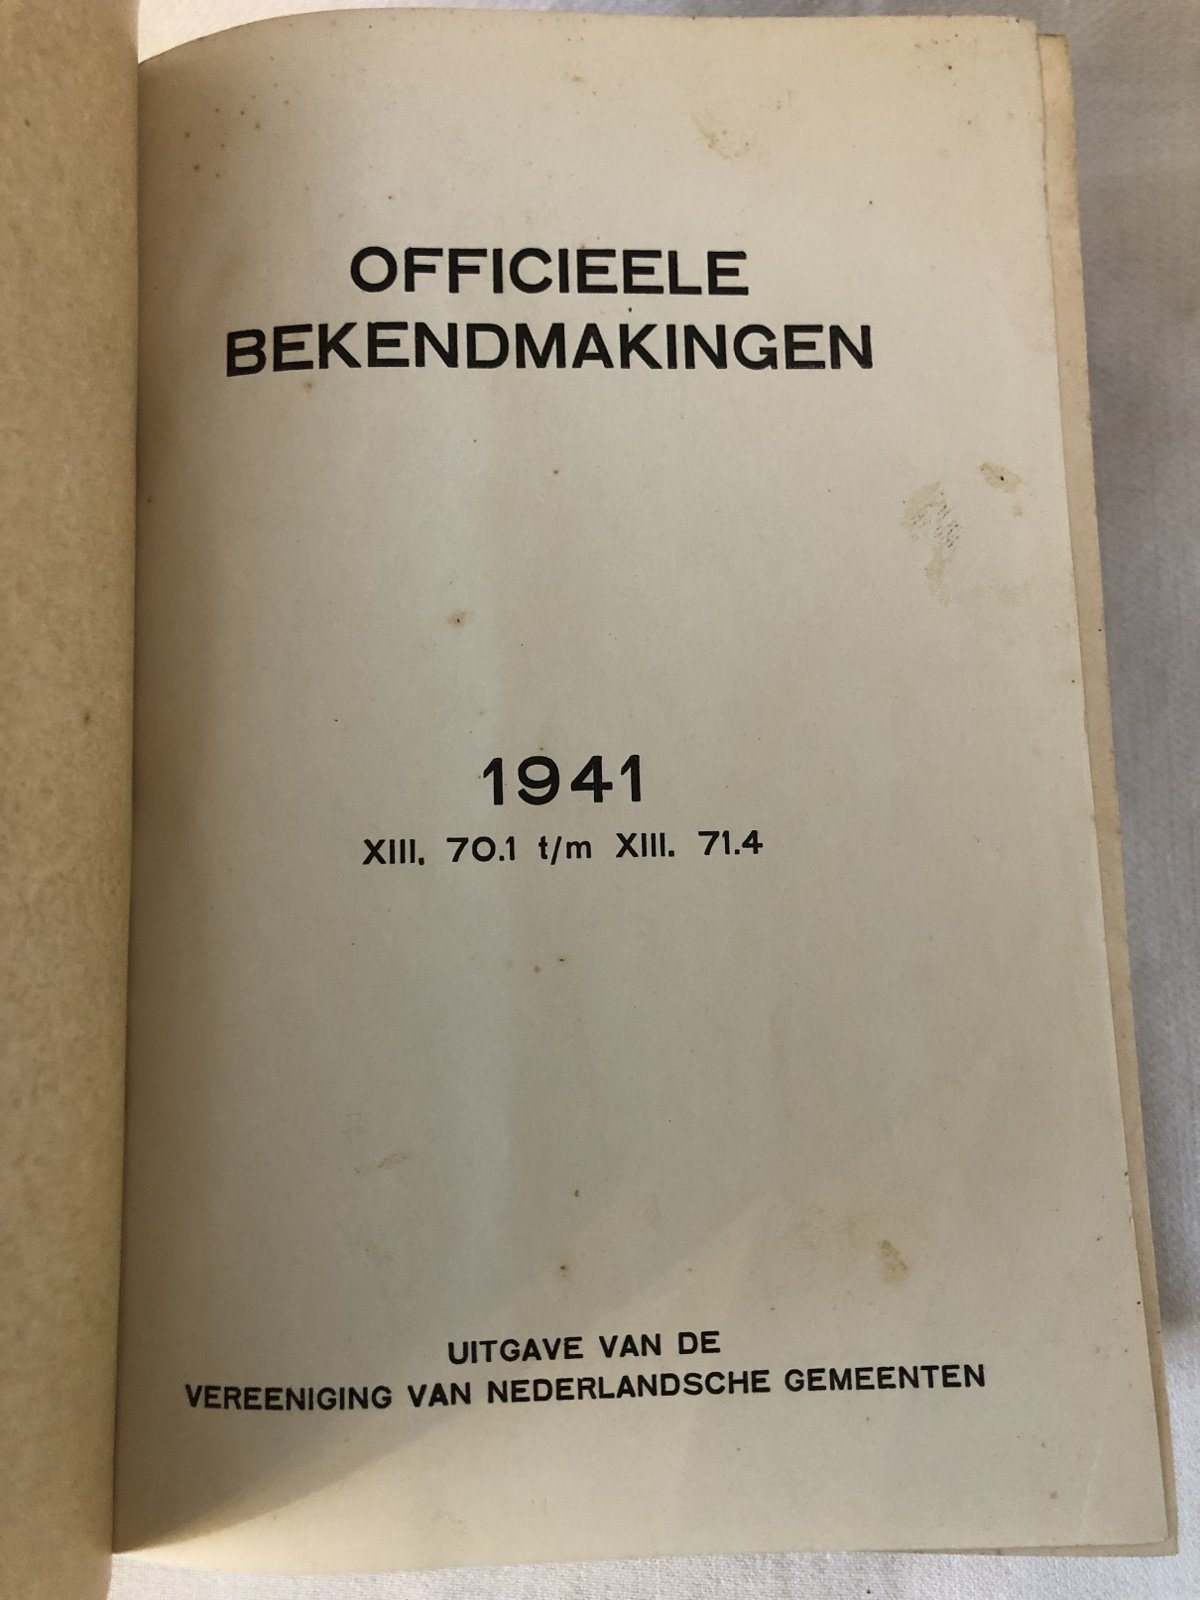 OFFICIEELE
BEKENDMAKINGEN
1941
XIII. 70.1 t/m XIII. 71.4
UITGAVE VAN DE
VEREENIGING VAN NEDERLANDSCHE GEMEENTEN